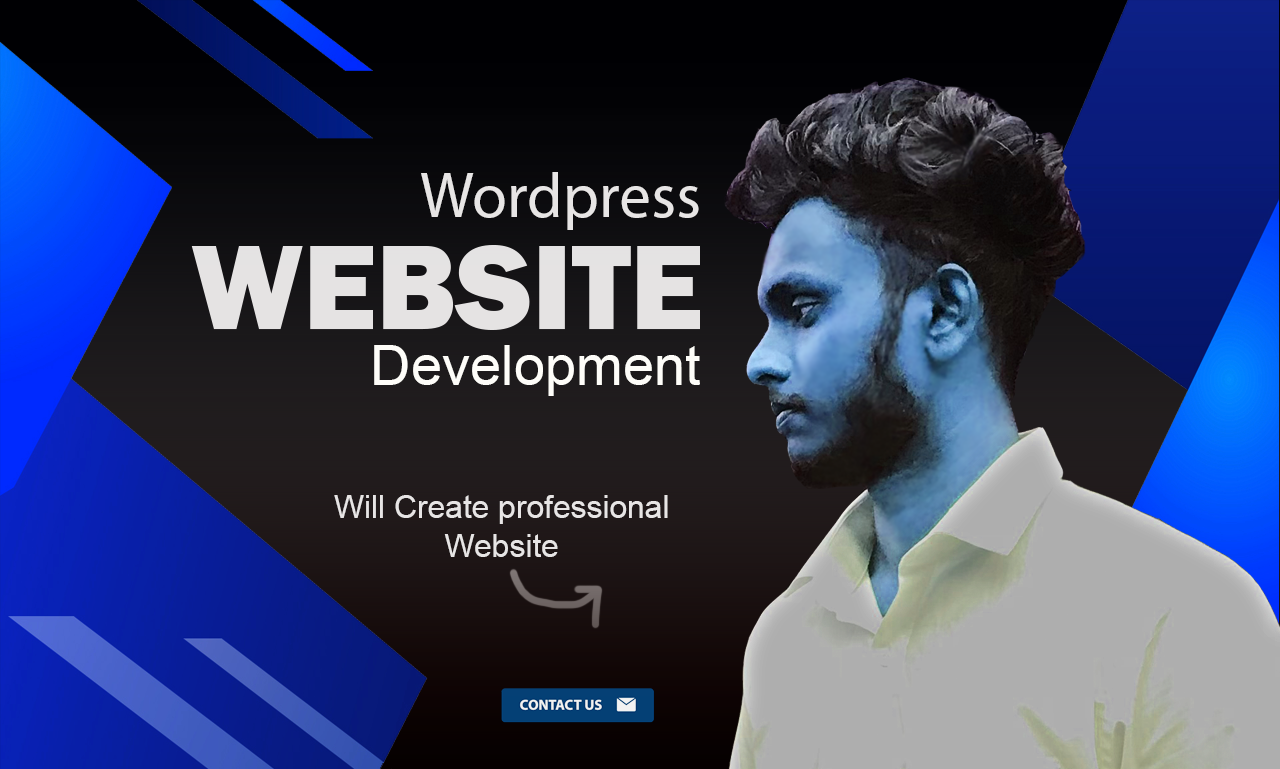 Wordpress
WEBSITE
Development
Will Create professional
Website
CONTACT US